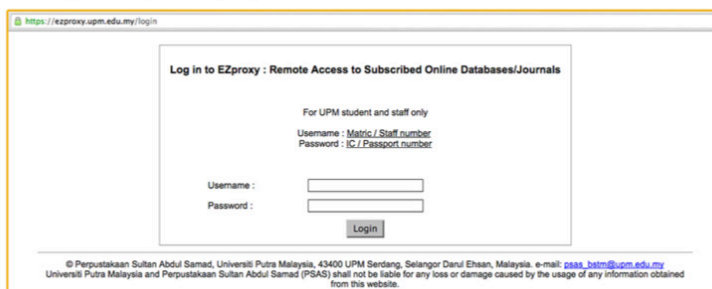 https://ezproxy.upm.edu.my/login
Log in to EZproxy : Remote Access to Subscribed Online Databases/Journals
For UPM student and staff only
Username : Matric / Staff number
Password : IC / Passport number
Username :
Password :
Login
© Perpustakaan Sultan Abdul Samad, Universiti Putra Malaysia, 43400 UPM Serdang, Selangor Darul Ehsan, Malaysia. e-mail: psas_bstm@upm.edu.my
Universiti Putra Malaysia and Perpustakaan Sultan Abdul Samad (PSAS) shall not be liable for any loss or damage caused by the usage of any information obtained
from this website.